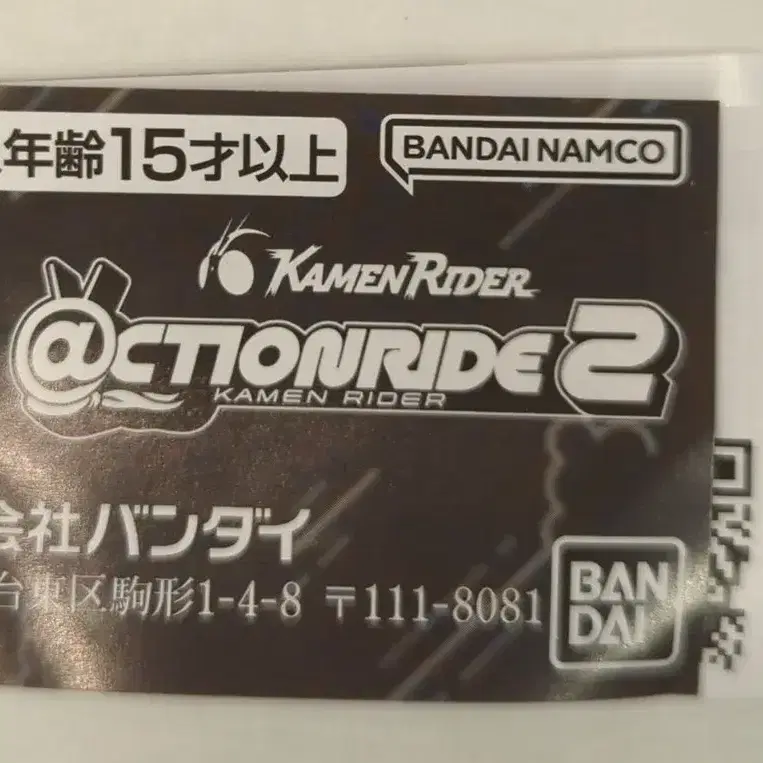 年齢15才以上
BANDAI NAMCO
KAMEN RIDER
@CTIONRIDE 2
KAMEN RIDER
会社バンダイ
台東区駒形1-4-8 〒111-8081
BAN
DAI